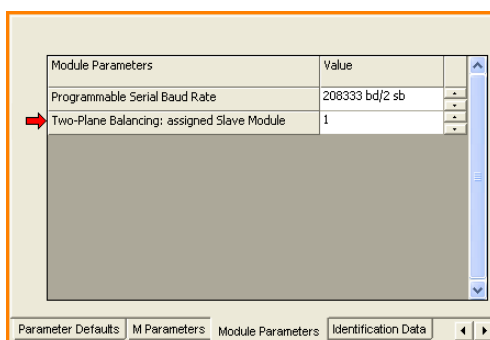 Module Parameters Value
Programmable Serial Baud Rate 208333 bd/2 sb
Two-Plane Balancing: assigned Slave Module 1
Parameter Defaults M Parameters Module Parameters Identification Data